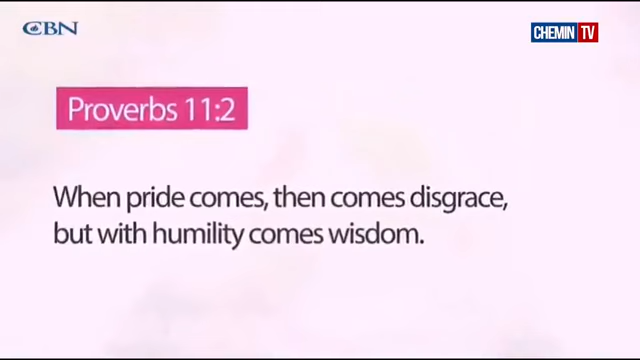 CBN
CHEMIN TV
Proverbs 11:2
When pride comes, then comes disgrace,
but with humility comes wisdom.